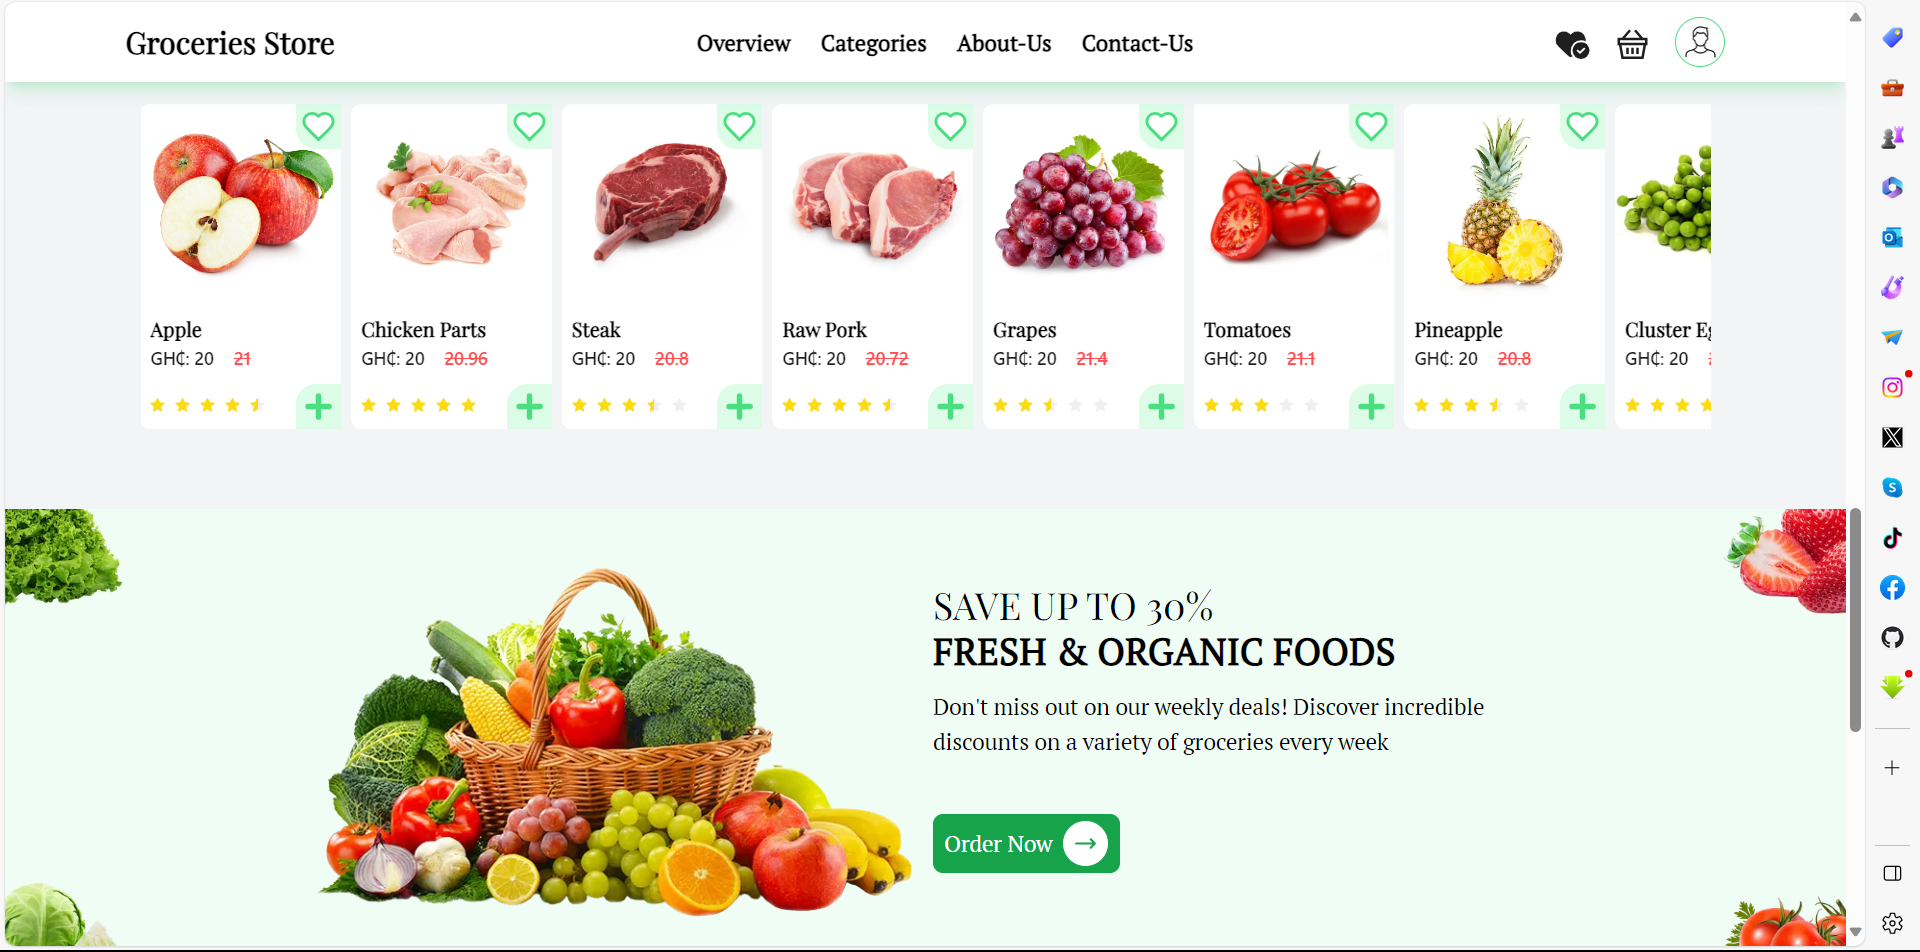 Groceries Store
Overview Categories About-Us Contact-Us
Apple
GH₵: 20 21
Chicken Parts
GH₵: 20 20.96
Steak
GH₵: 20 20.8
Raw Pork
GH₵: 20 20.72
Grapes
GH₵: 20 21.4
Tomatoes
GH₵: 20 21.1
Pineapple
GH₵: 20 20.8
Cluster
GH₵: 20
SAVE UP TO 30%
FRESH & ORGANIC FOODS
Don't miss out on our weekly deals! Discover incredible
discounts on a variety of groceries every week
Order Now